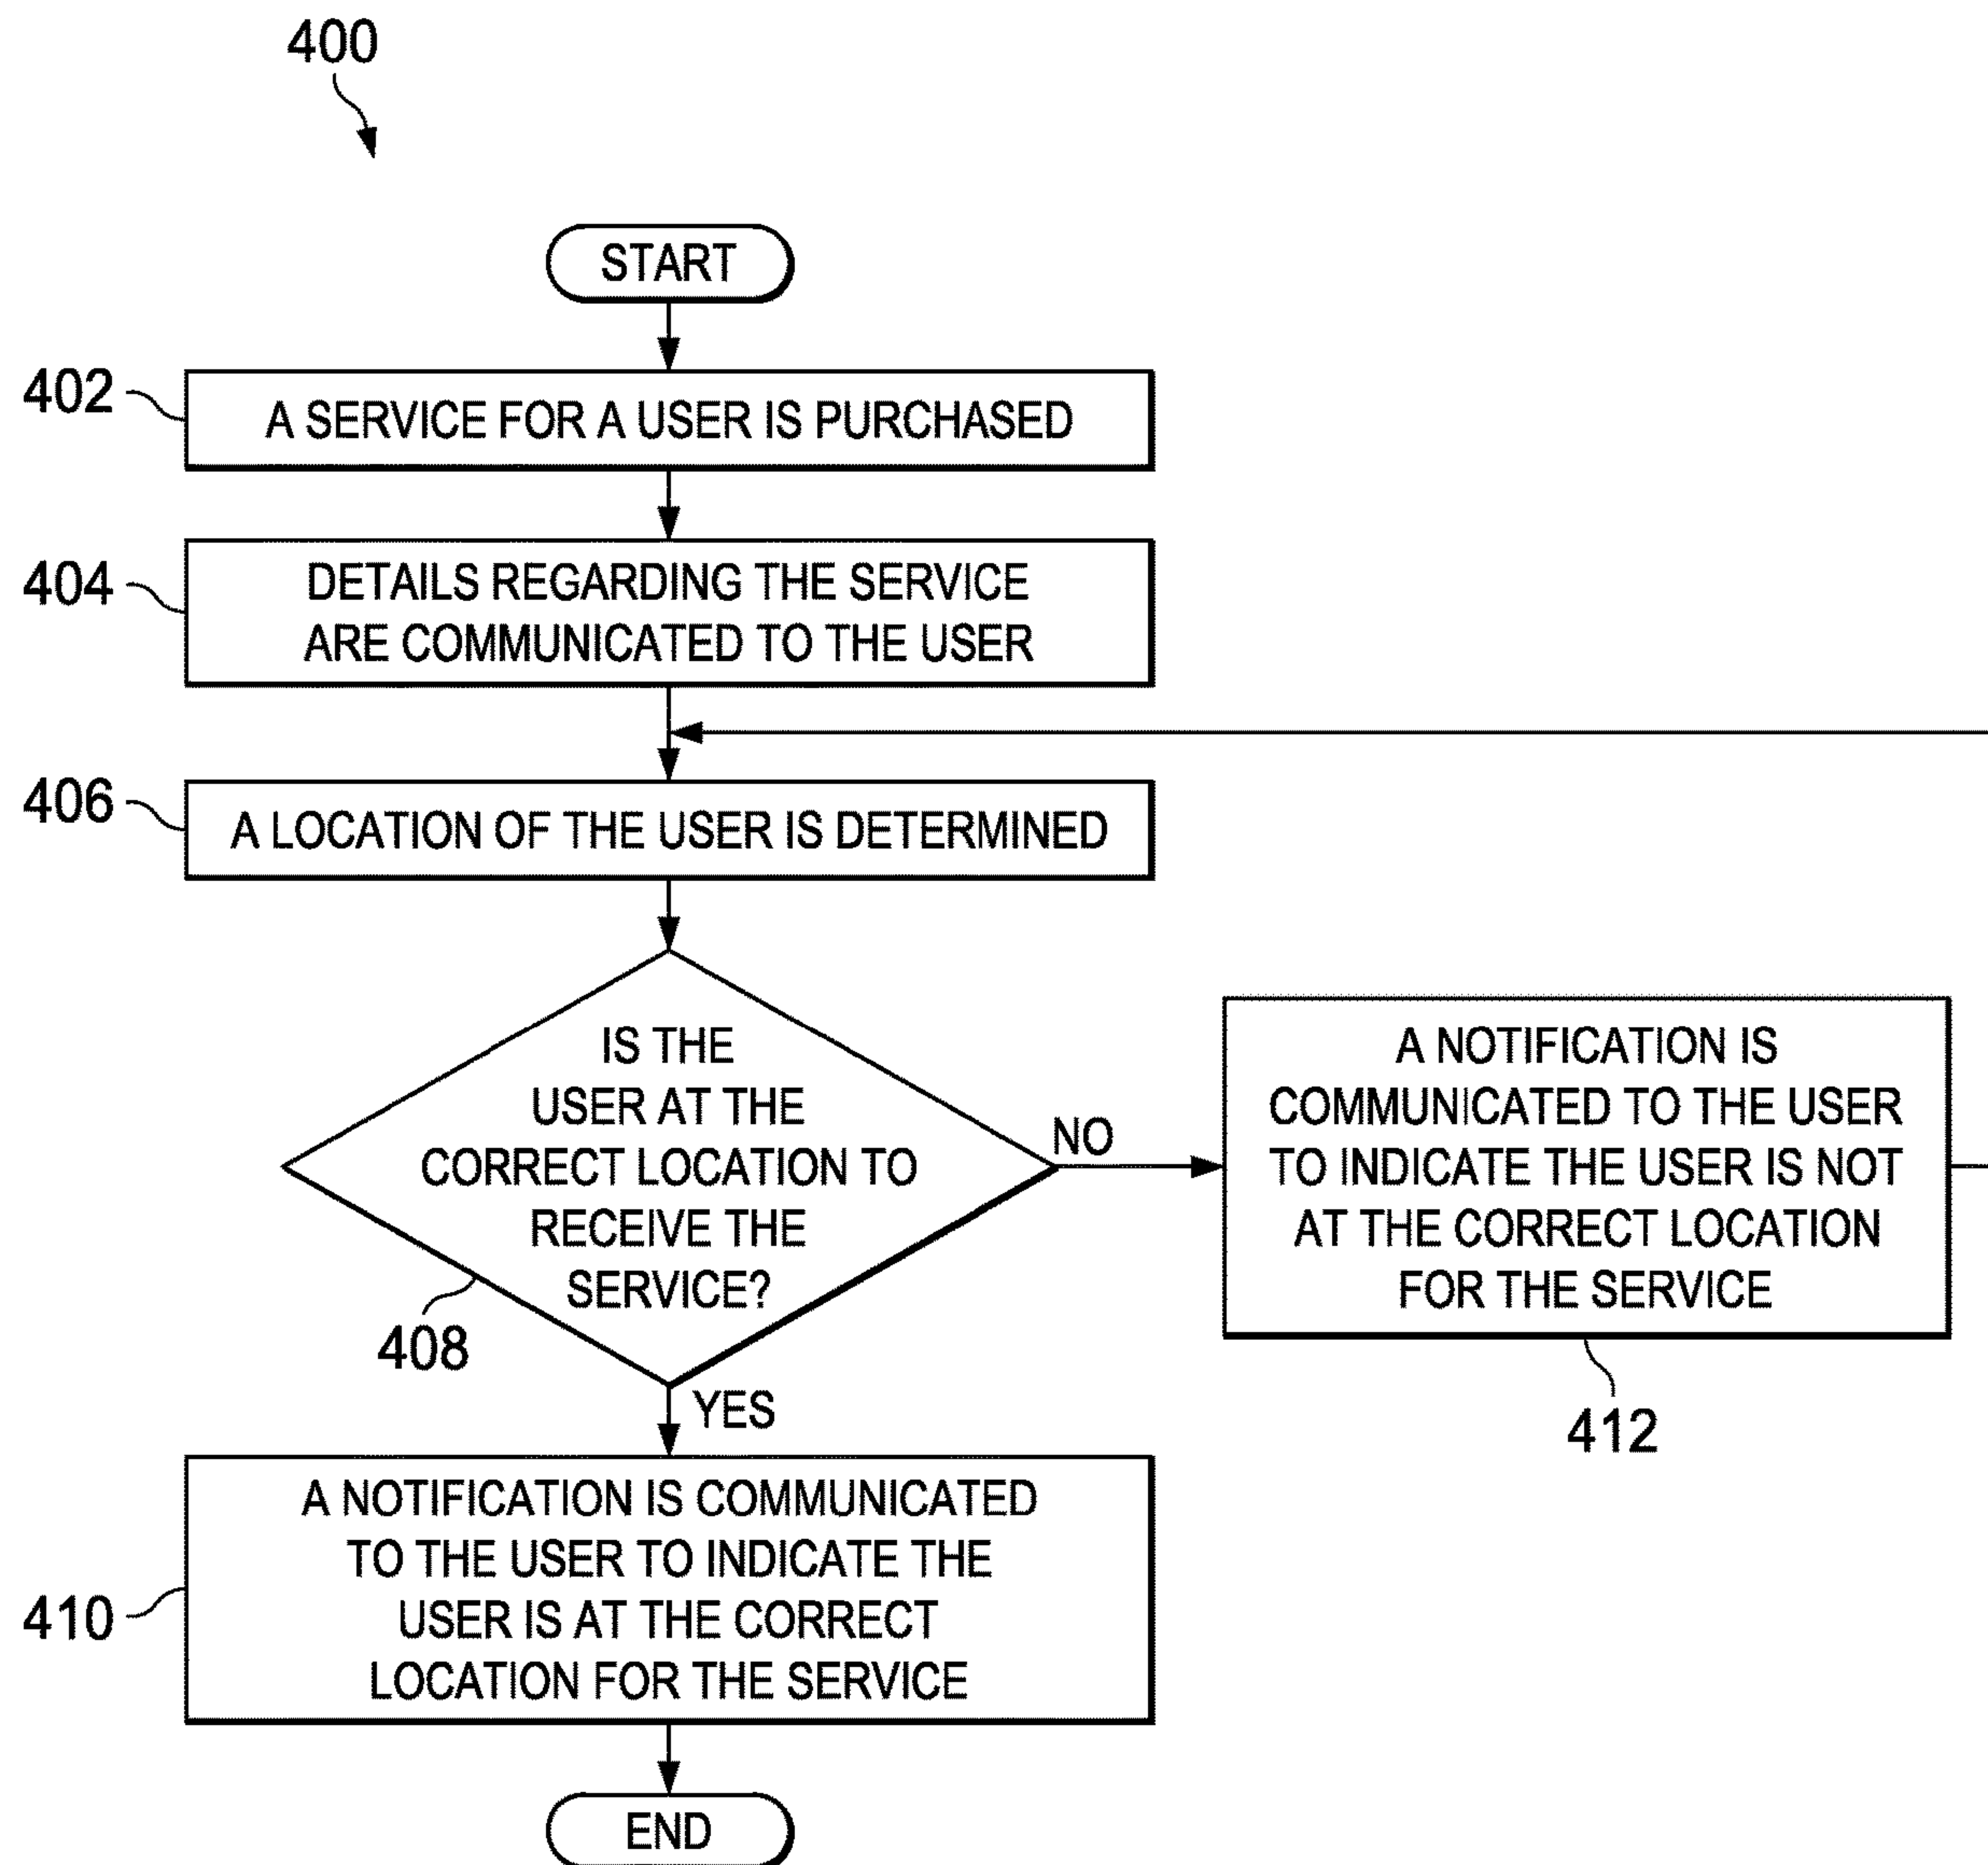 400
START
402
A SERVICE FOR A USER IS PURCHASED
404
DETAILS REGARDING THE SERVICE
ARE COMMUNICATED TO THE USER
406
A LOCATION OF THE USER IS DETERMINED
IS THE
USER AT THE
CORRECT LOCATION TO
RECEIVE THE
SERVICE?
408
NO
A NOTIFICATION IS
COMMUNICATED TO THE USER
TO INDICATE THE USER IS NOT
AT THE CORRECT LOCATION
FOR THE SERVICE
412
YES
410
A NOTIFICATION IS COMMUNICATED
TO THE USER TO INDICATE THE
USER IS AT THE CORRECT
LOCATION FOR THE SERVICE
END